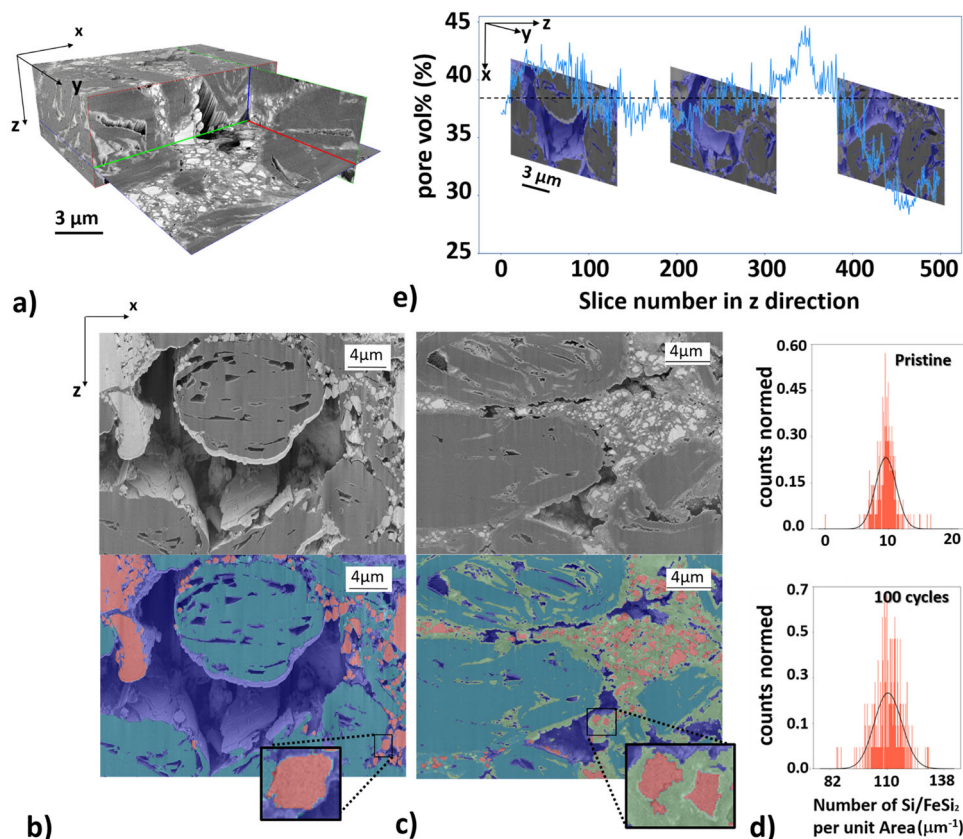 x
y
z
3 μm
a)
pore vol% (%)
45
40
35
30
25
z
y
x
3 μm
0 100 200 300 400 500
e) Slice number in z direction
x
z
4μm
4μm
4μm
4μm
b)
c)
d)
counts normed
0.60
0.45
0.30
0.15
0.0
Pristine
0 10 20
counts normed
0.7
0.5
0.3
0.1
0.0
100 cycles
82 110 138
Number of Si/FeSi₂
per unit Area (μm⁻¹)